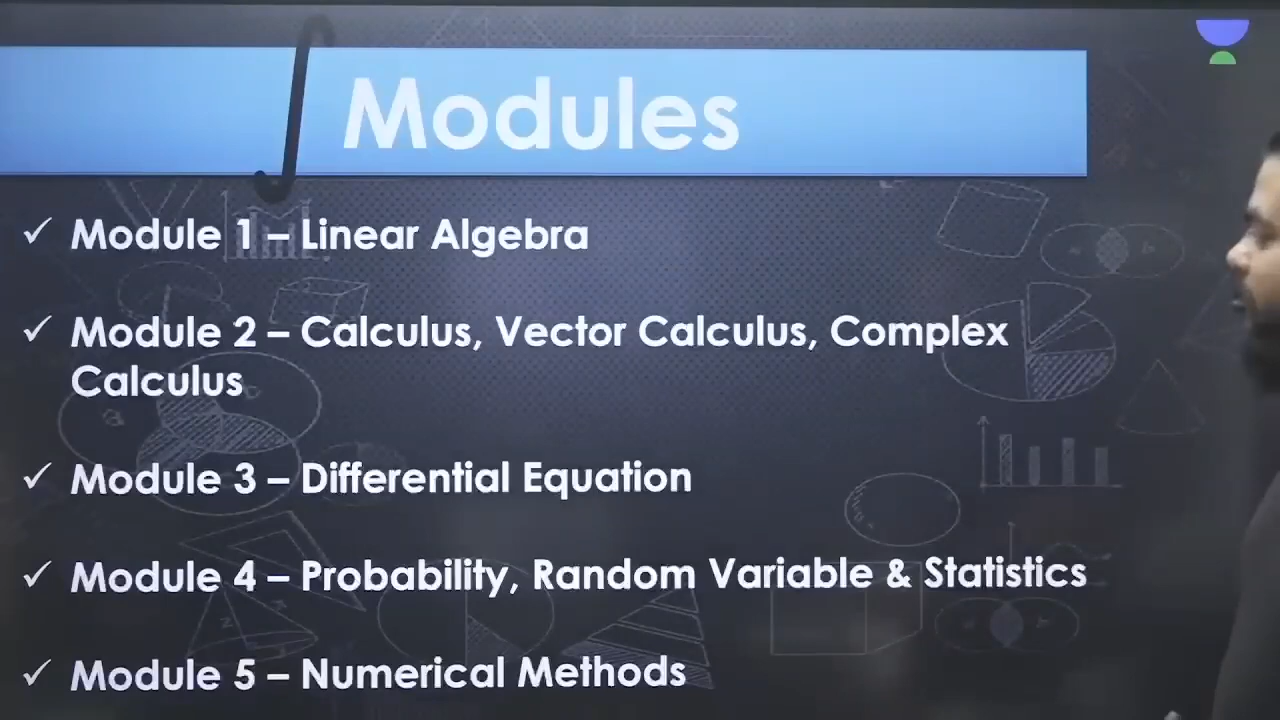 Modules
✓ Module 1 – Linear Algebra
✓ Module 2 – Calculus, Vector Calculus, Complex
Calculus
✓ Module 3 – Differential Equation
✓ Module 4 – Probability, Random Variable & Statistics
✓ Module 5 – Numerical Methods